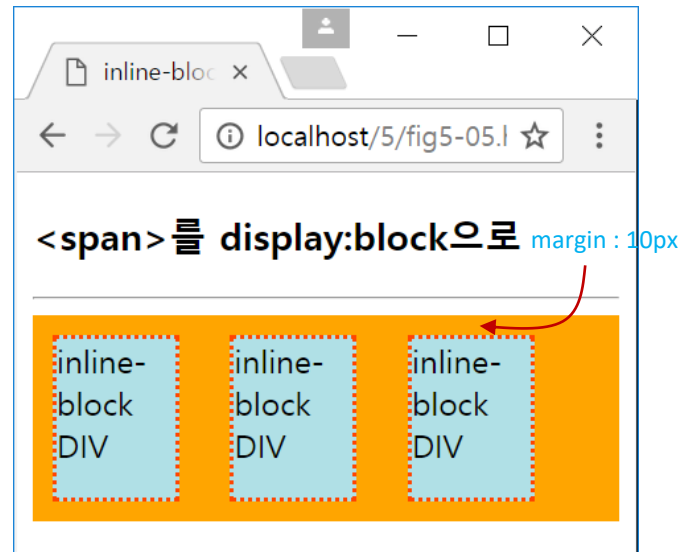 inline-bloc
localhost/5/fig5-05.h
<span>를 display:block으로
margin : 10px
inline-
block
DIV
inline-
block
DIV
inline-
block
DIV